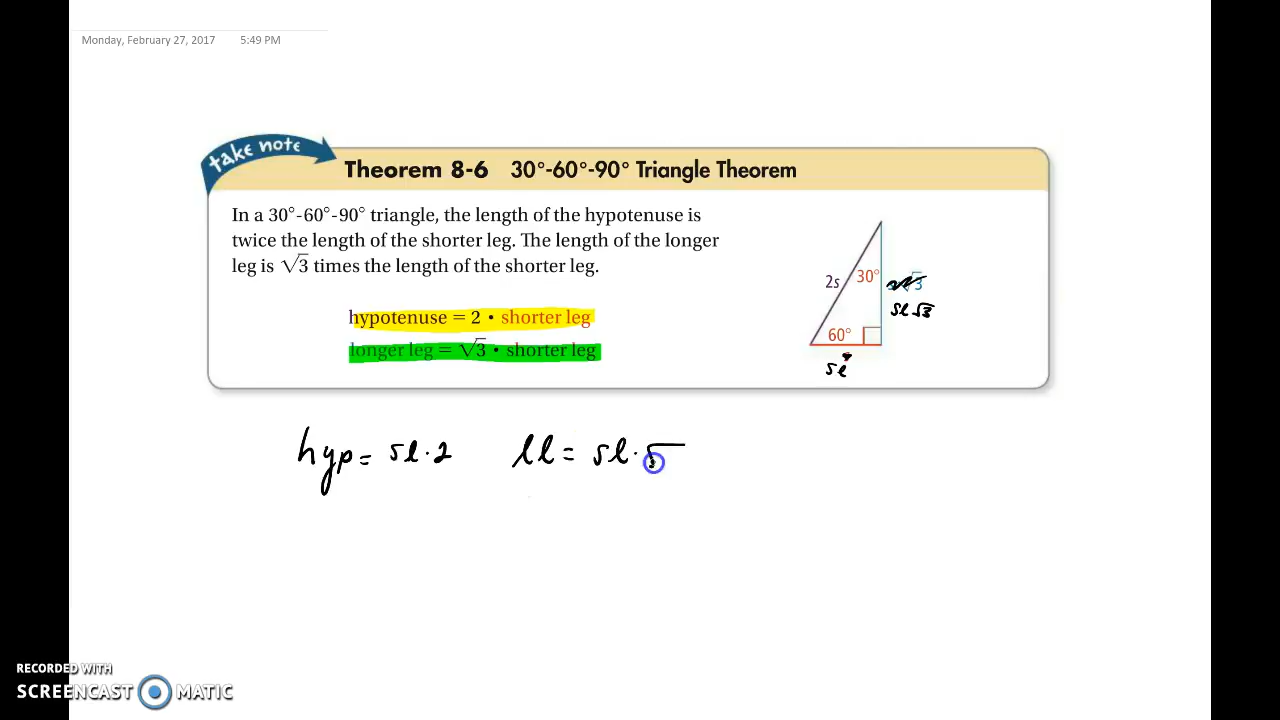 Monday, February 27, 2017 5:49 PM
take note
Theorem 8-6 30°-60°-90° Triangle Theorem
In a 30°-60°-90° triangle, the length of the hypotenuse is
twice the length of the shorter leg. The length of the longer
leg is √3 times the length of the shorter leg.
hypotenuse = 2 • shorter leg
longer leg = √3 • shorter leg
2s 30° √3
sl√3
60°
sl
hyp = sl · 2 ll = sl · √
RECORDED WITH
SCREENCAST MATIC